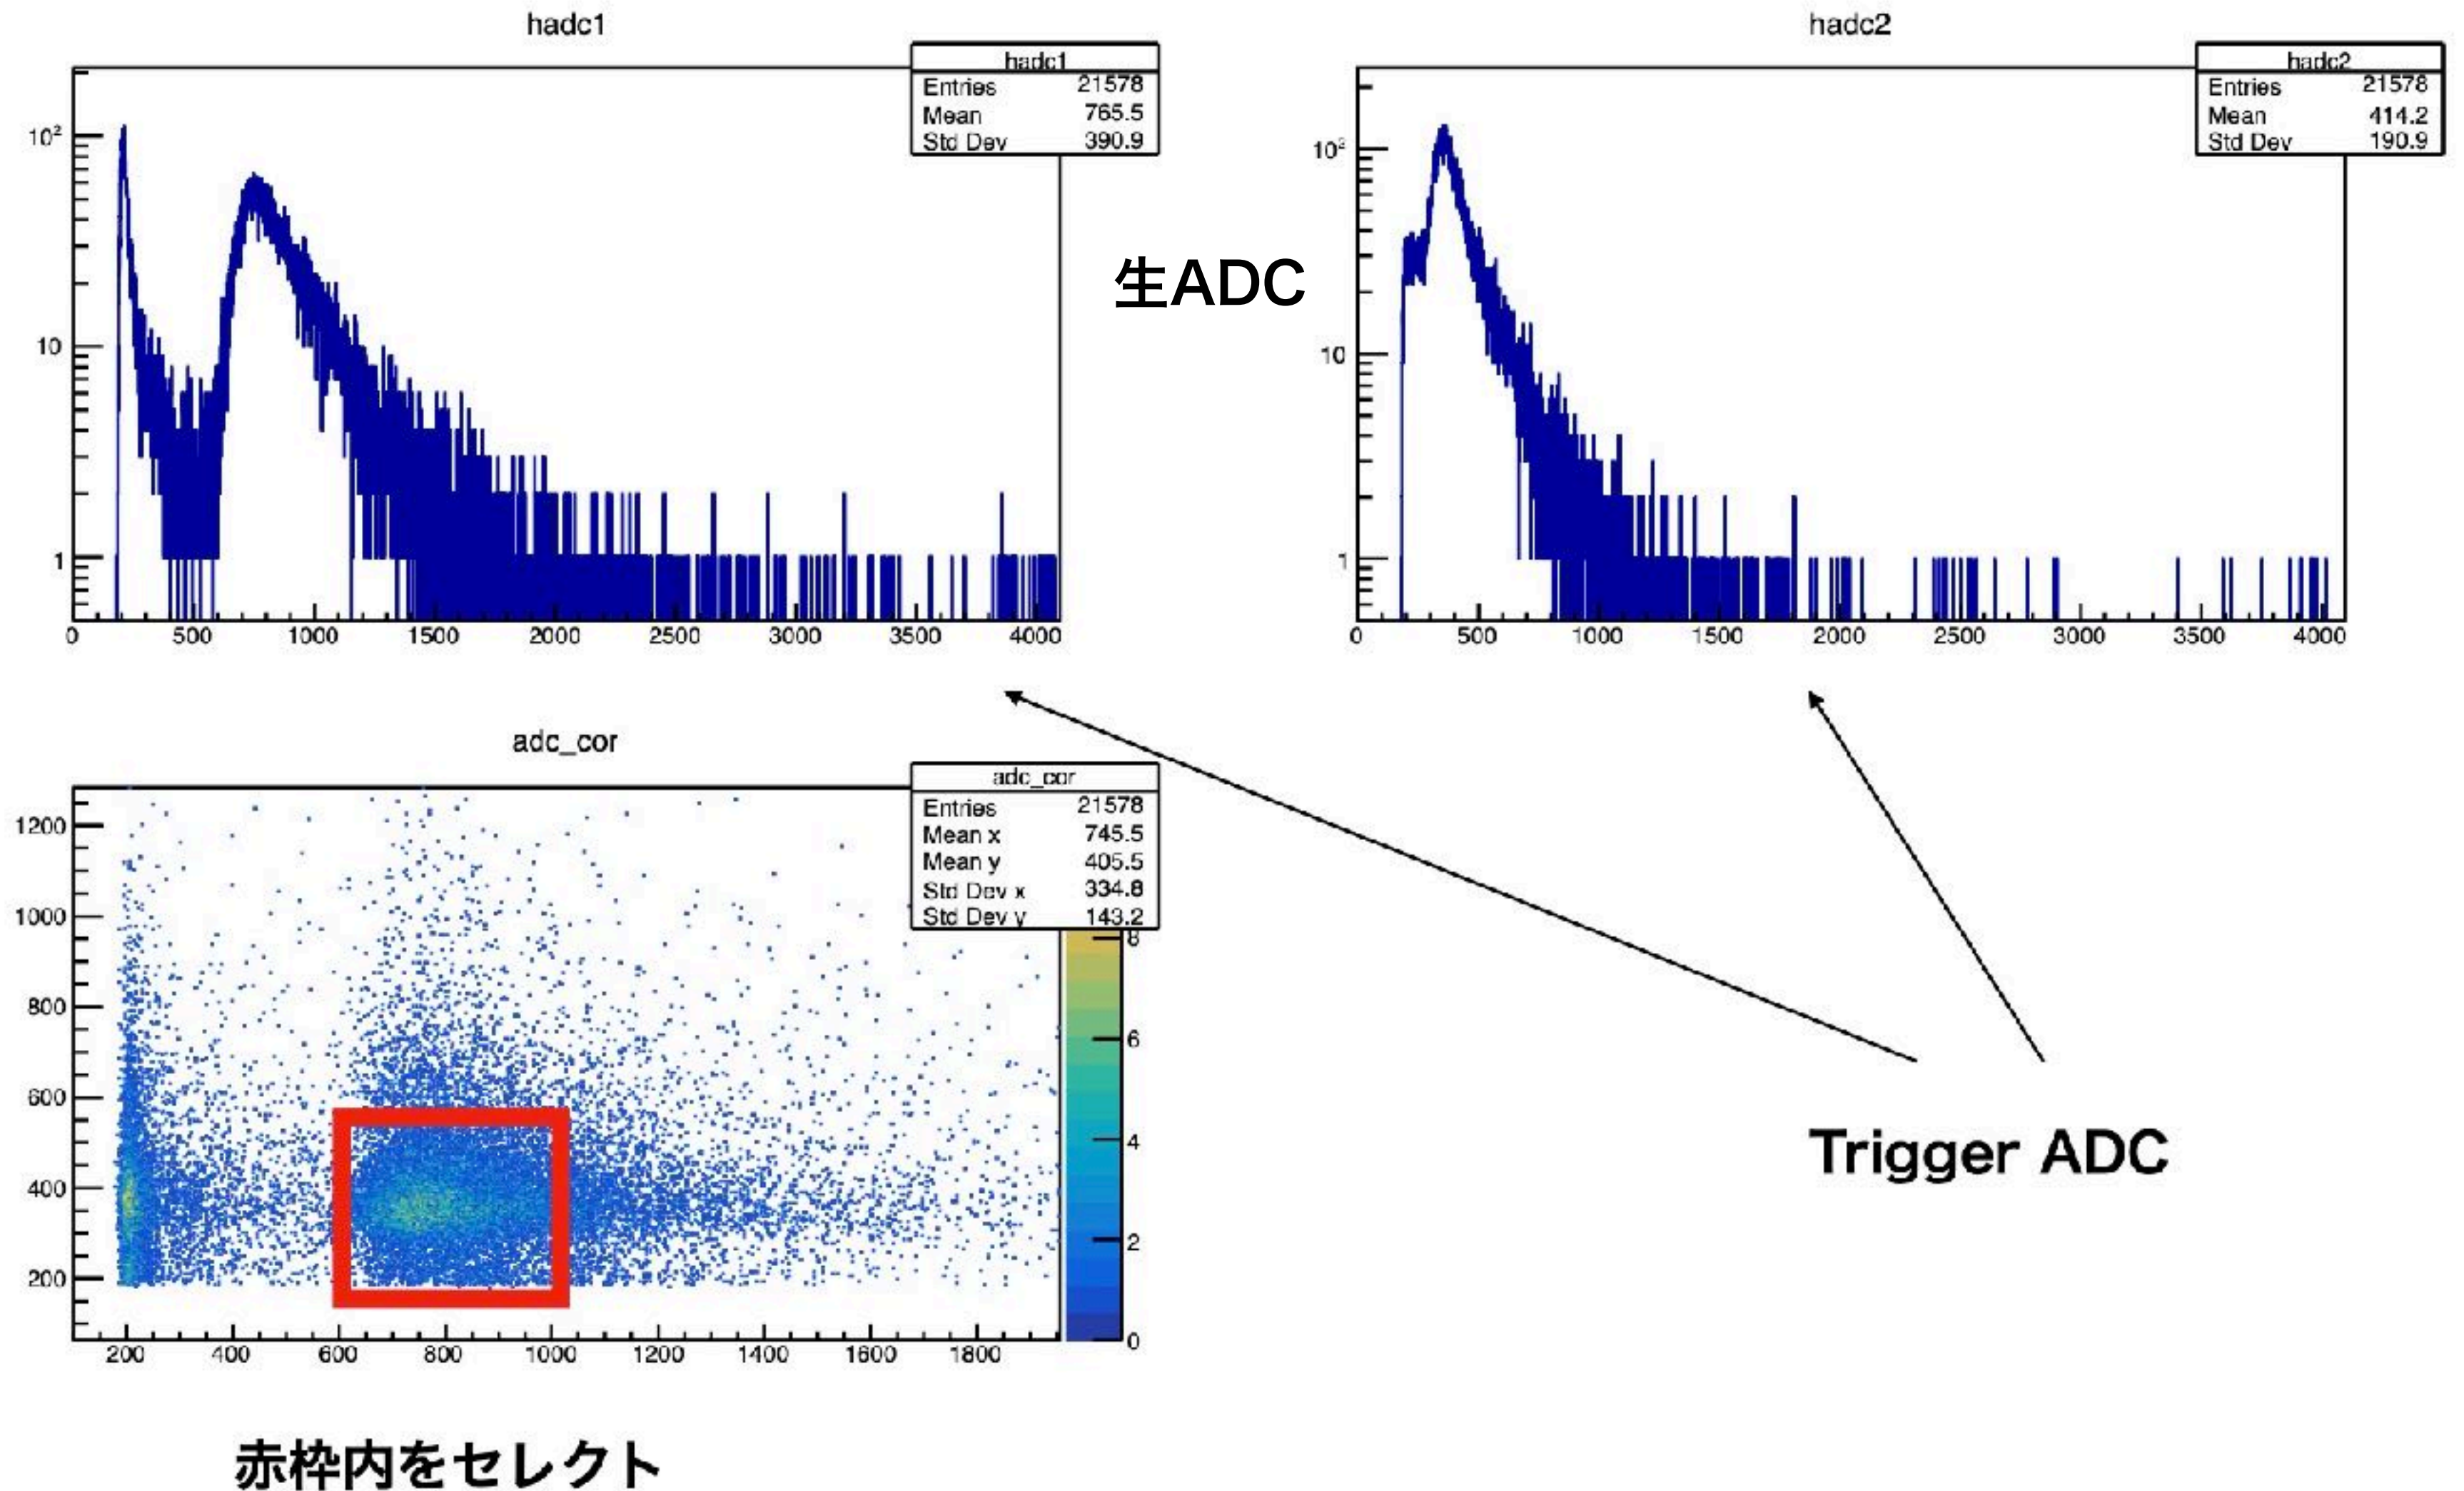 hadc1
hadc1
Entries 21578
Mean 765.5
Std Dev 390.9
10²
10
1
0 500 1000 1500 2000 2500 3000 3500 4000
生ADC
hadc2
hadc2
Entries 21578
Mean 414.2
Std Dev 190.9
10²
10
1
0 500 1000 1500 2000 2500 3000 3500 4000
adc_cor
adc_cor
Entries 21578
Mean x 745.5
Mean y 405.5
Std Dev x 334.8
Std Dev y 143.2
1200
1000
800
600
400
200
200 400 600 800 1000 1200 1400 1600 1800
8
6
4
2
0
Trigger ADC
赤枠内をセレクト